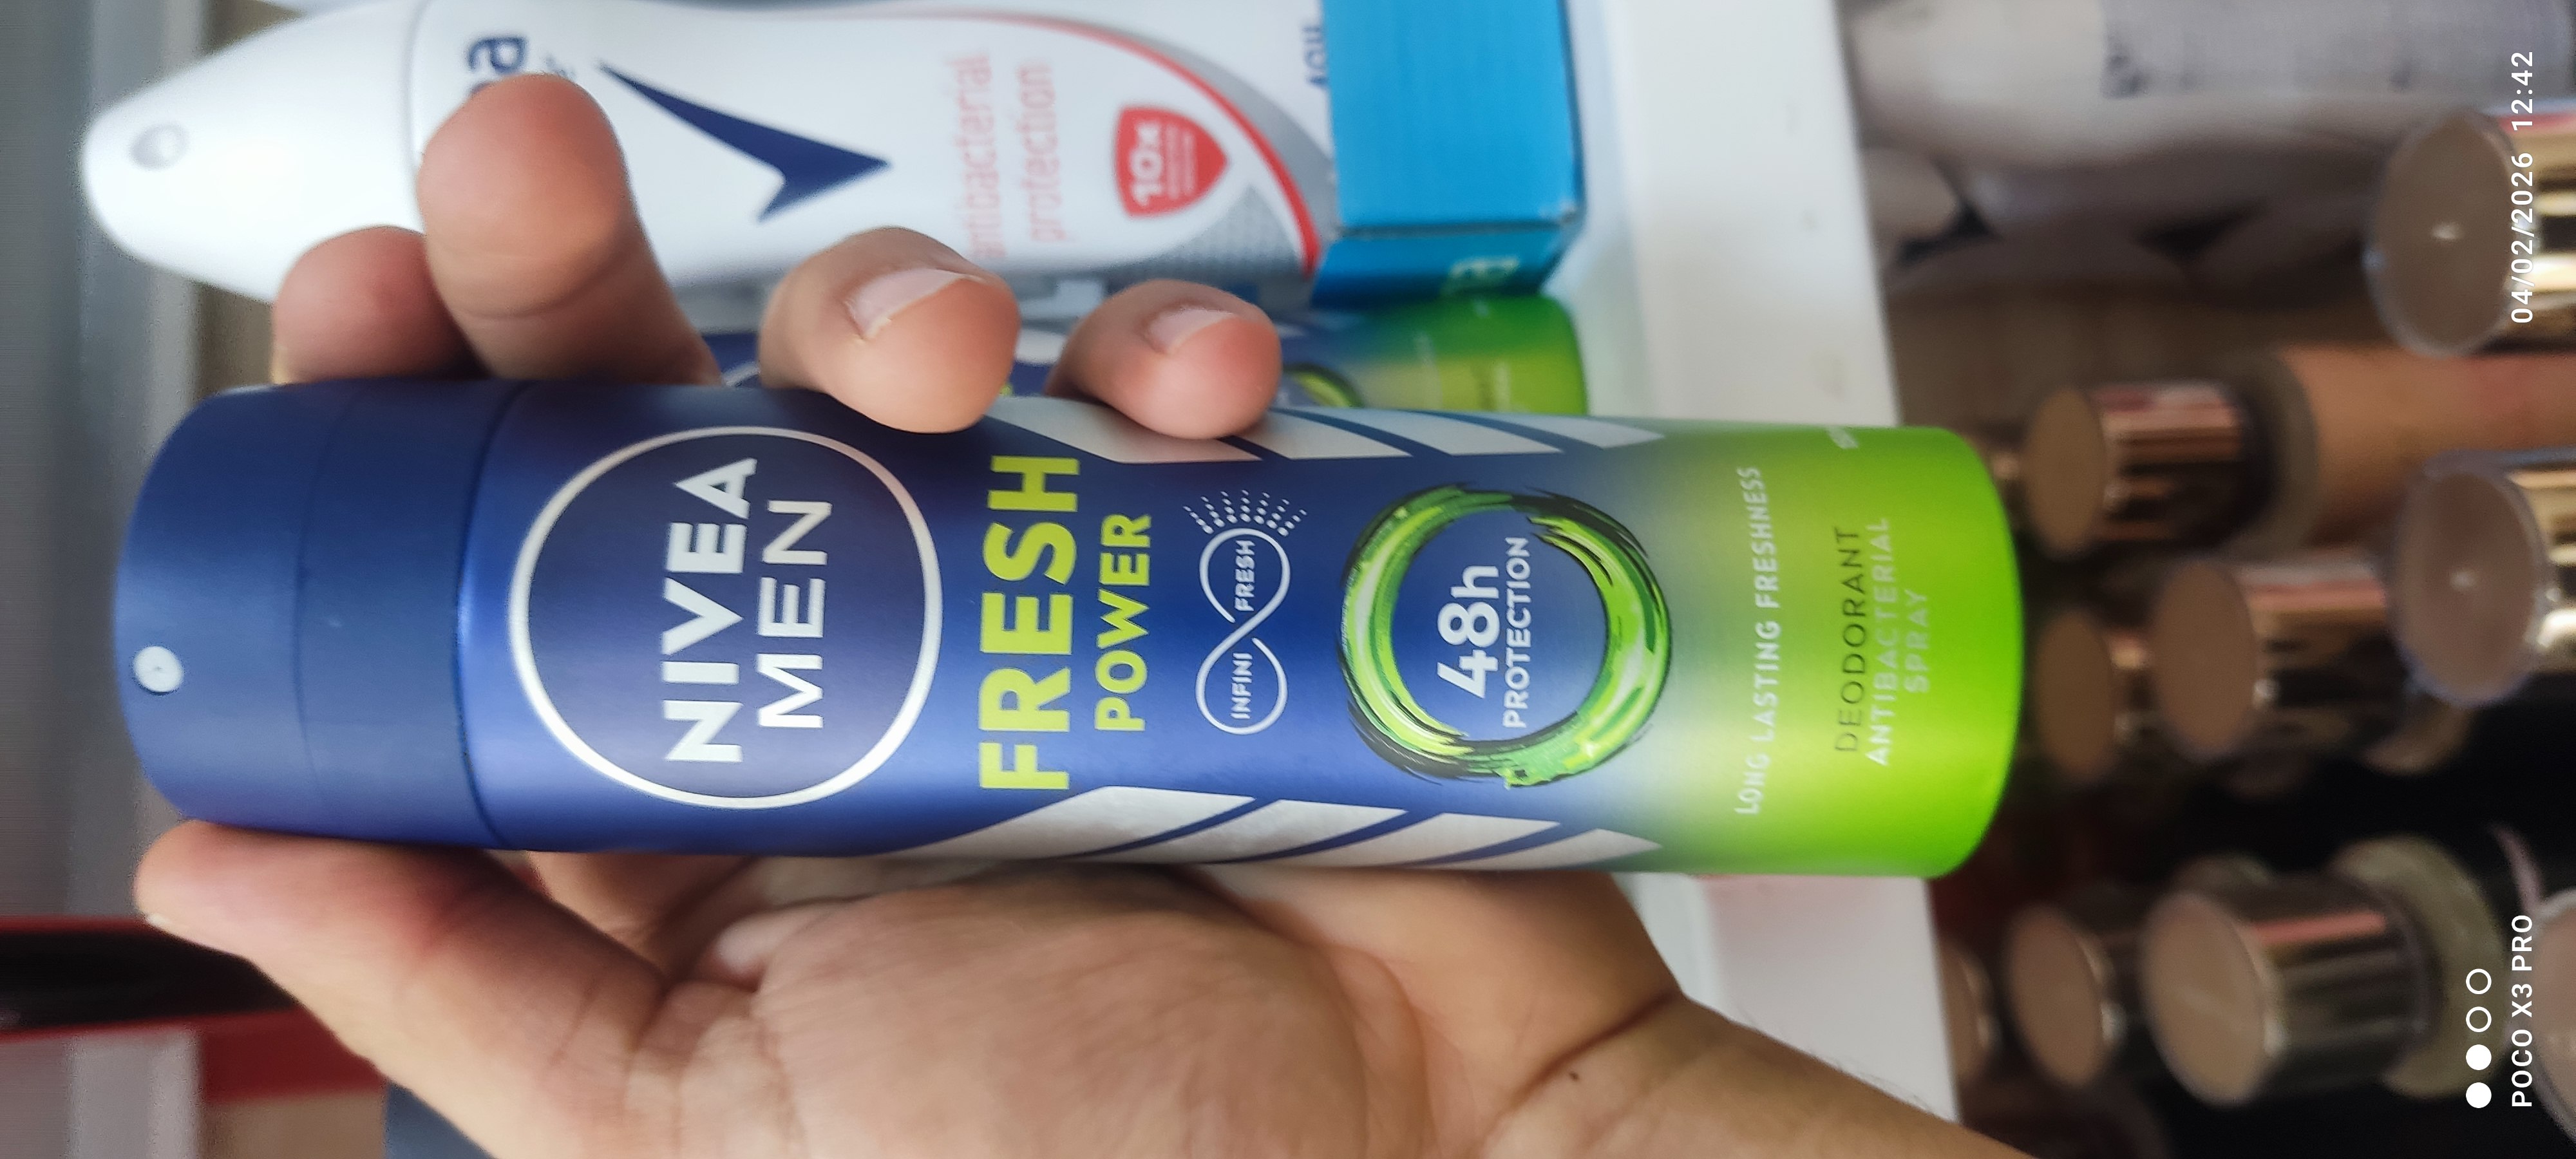 NIVEA
MEN
FRESH
POWER
INFINI FRESH
48h
PROTECTION
LONG LASTING FRESHNESS
DEODORANT
ANTIBACTERIAL
SPRAY
antibacterial
protection
10x
POCO X3 PRO
04/02/2026 12:42